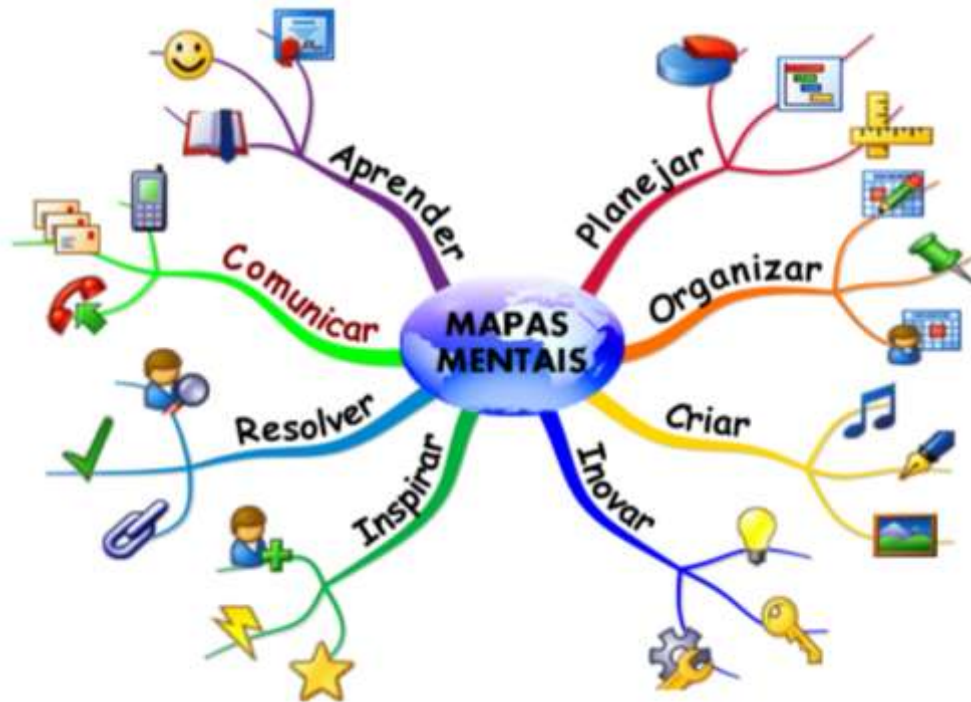 MAPAS
MENTAIS
Planejar
Organizar
Criar
Inovar
Inspirar
Resolver
Comunicar
Aprender